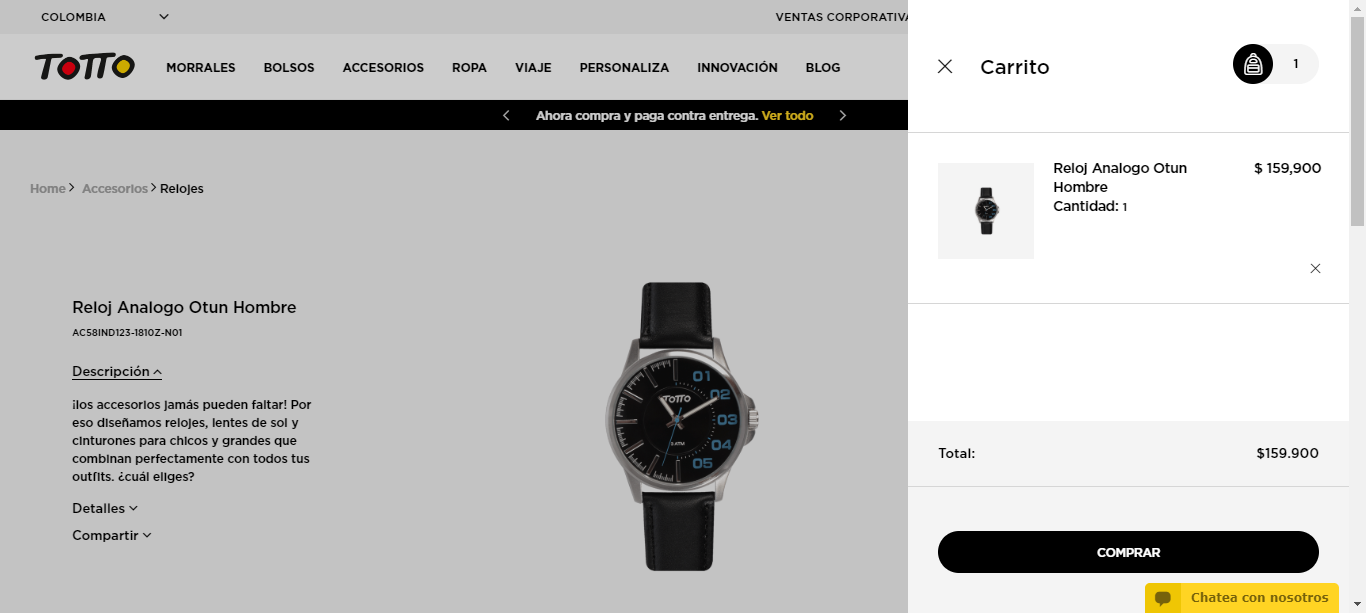 COLOMBIA
VENTAS CORPORATIVA
TOTTO
MORRALES BOLSOS ACCESORIOS ROPA VIAJE PERSONALIZA INNOVACIÓN BLOG
Ahora compra y paga contra entrega. Ver todo
Home Accesorios Relojes
Reloj Analogo Otun Hombre
AC58IND123-1810Z-N01
Descripción
¡los accesorios jamás pueden faltar! Por
eso diseñamos relojes, lentes de sol y
cinturones para chicos y grandes que
combinan perfectamente con todos tus
outfits. ¿cuál eliges?
Detalles
Compartir
01
02
03
04
05
TOTTO
3 ATM
Carrito
1
Reloj Analogo Otun
Hombre
$ 159,900
Cantidad: 1
Total: $159.900
COMPRAR
Chatea con nosotros